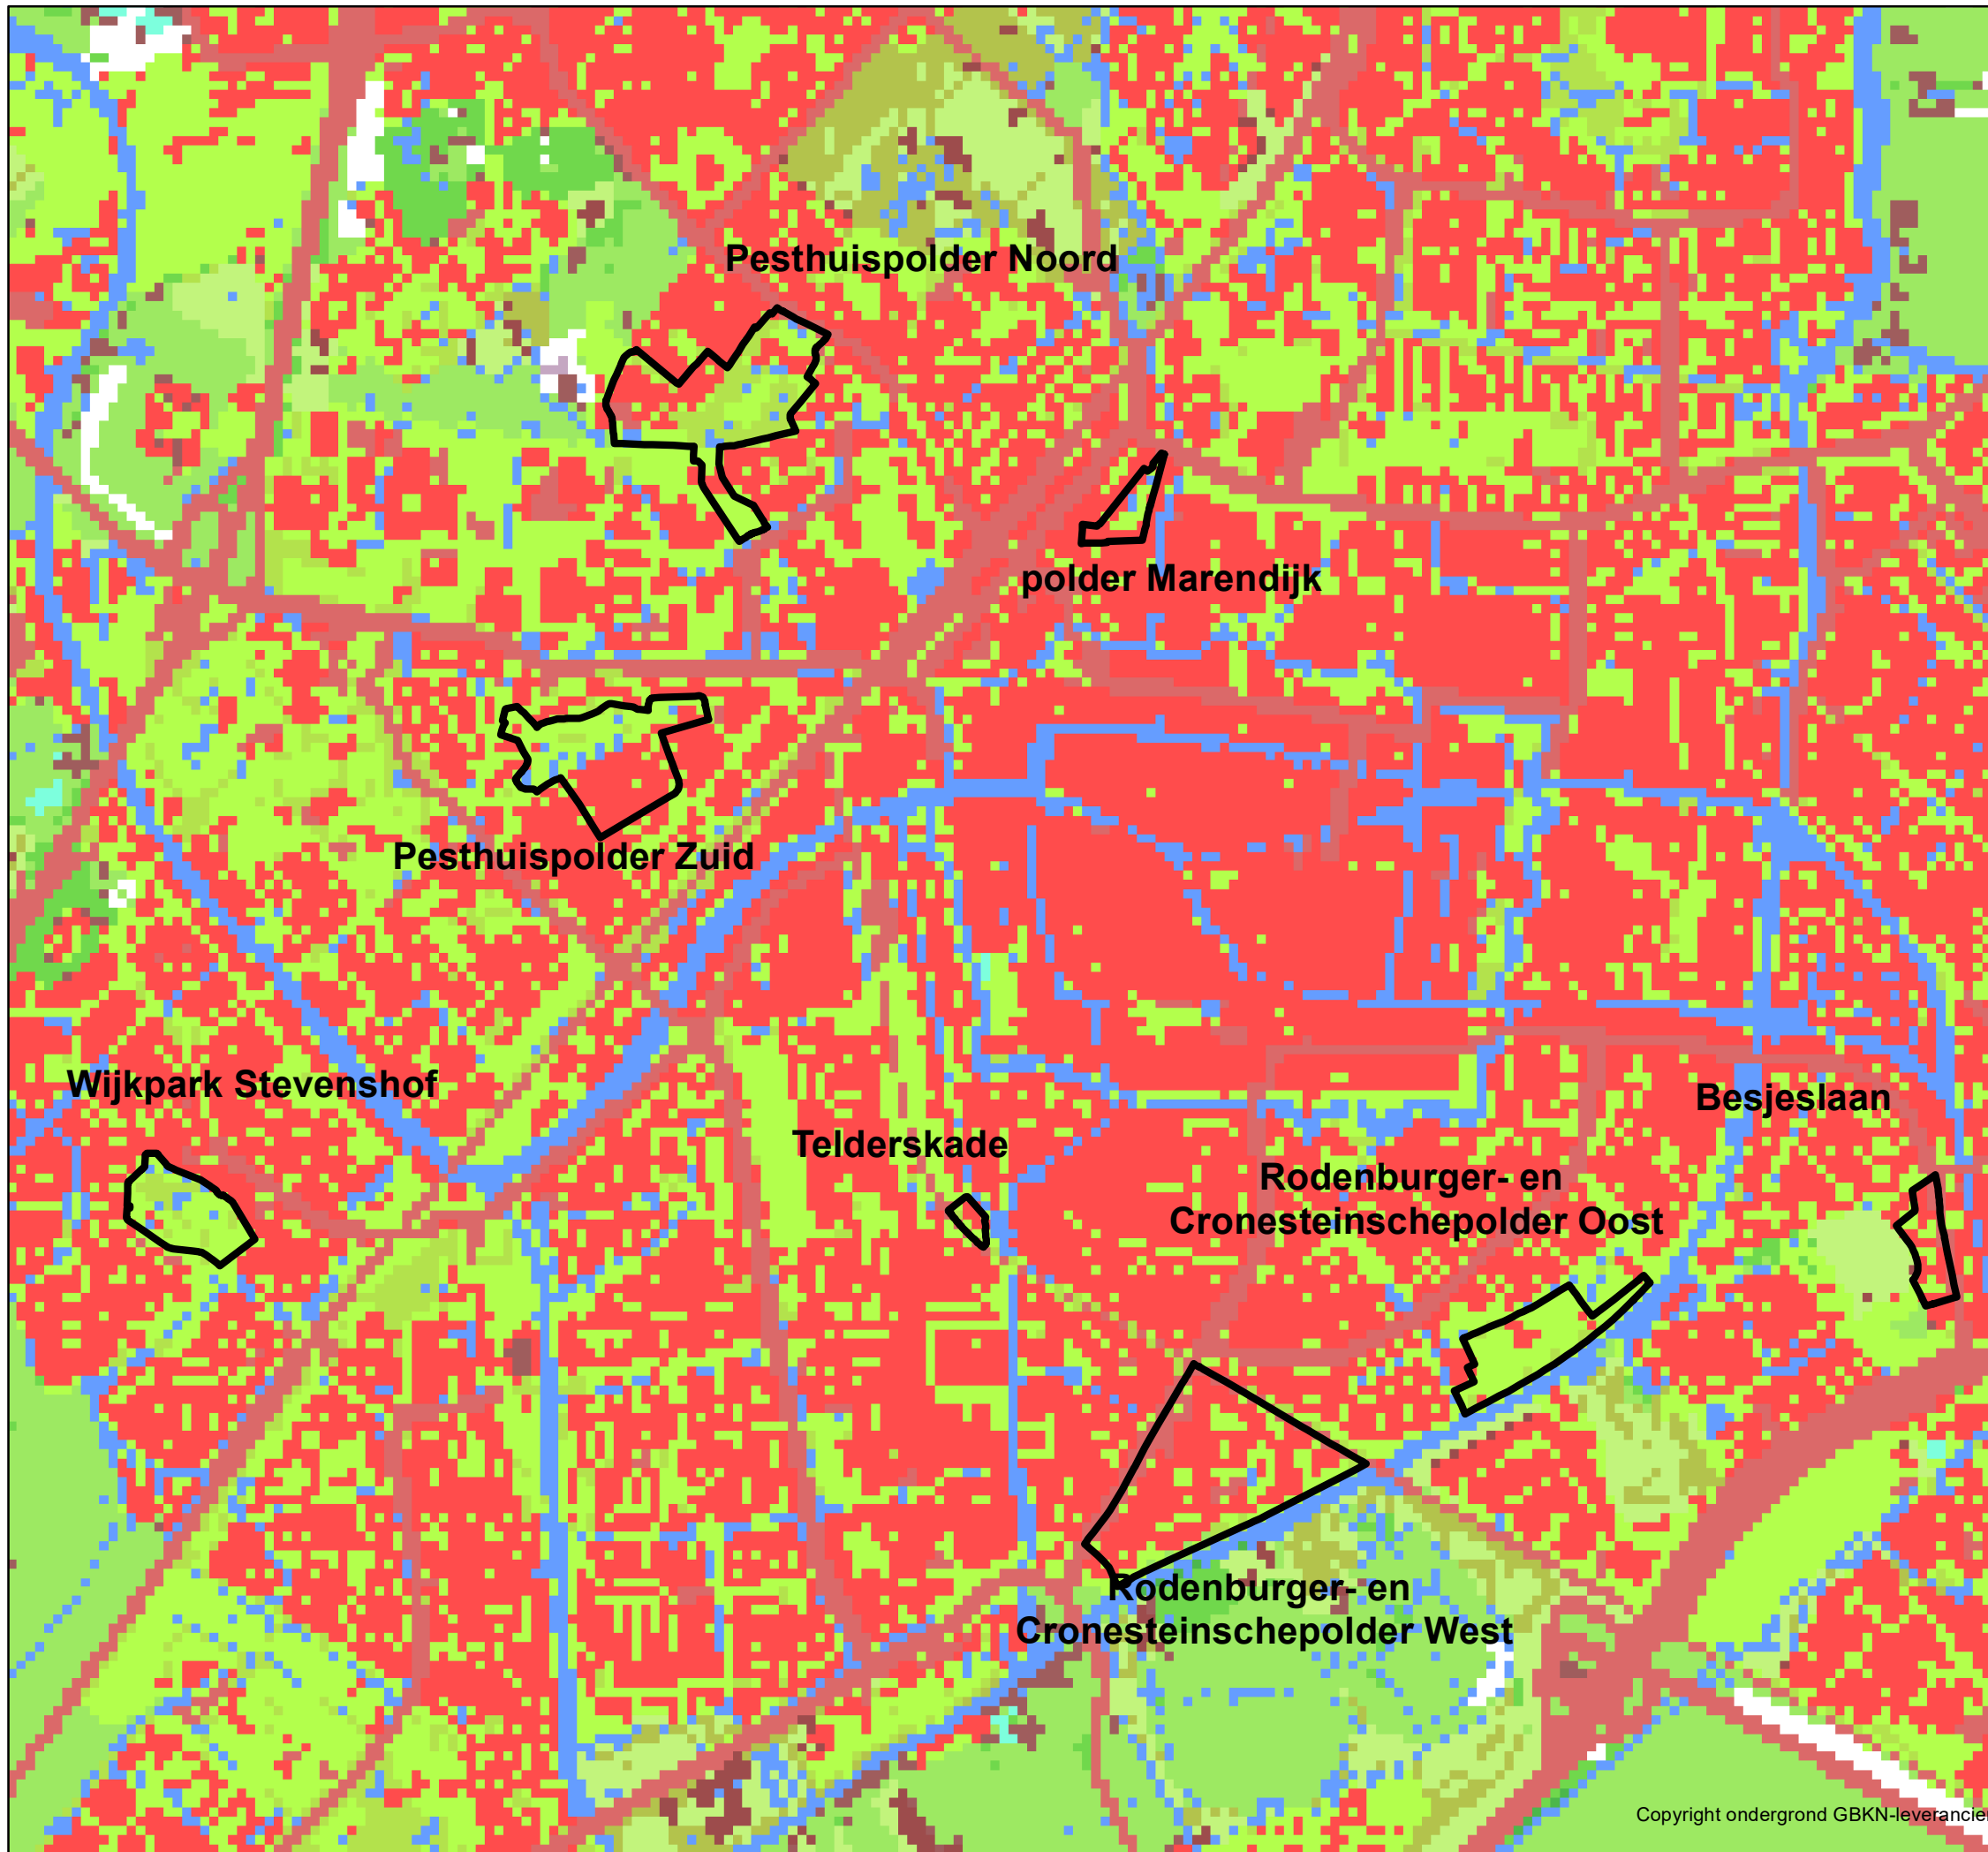 Pesthuispolder Noord
polder Marendijk
Pesthuispolder Zuid
Wijkpark Stevenshof
Besjeslaan
Telderskade
Rodenburger- en
Cronesteinschepolder Oost
Rodenburger- en
Cronesteinschepolder West
Copyright ondergrond GBKN-leverancier